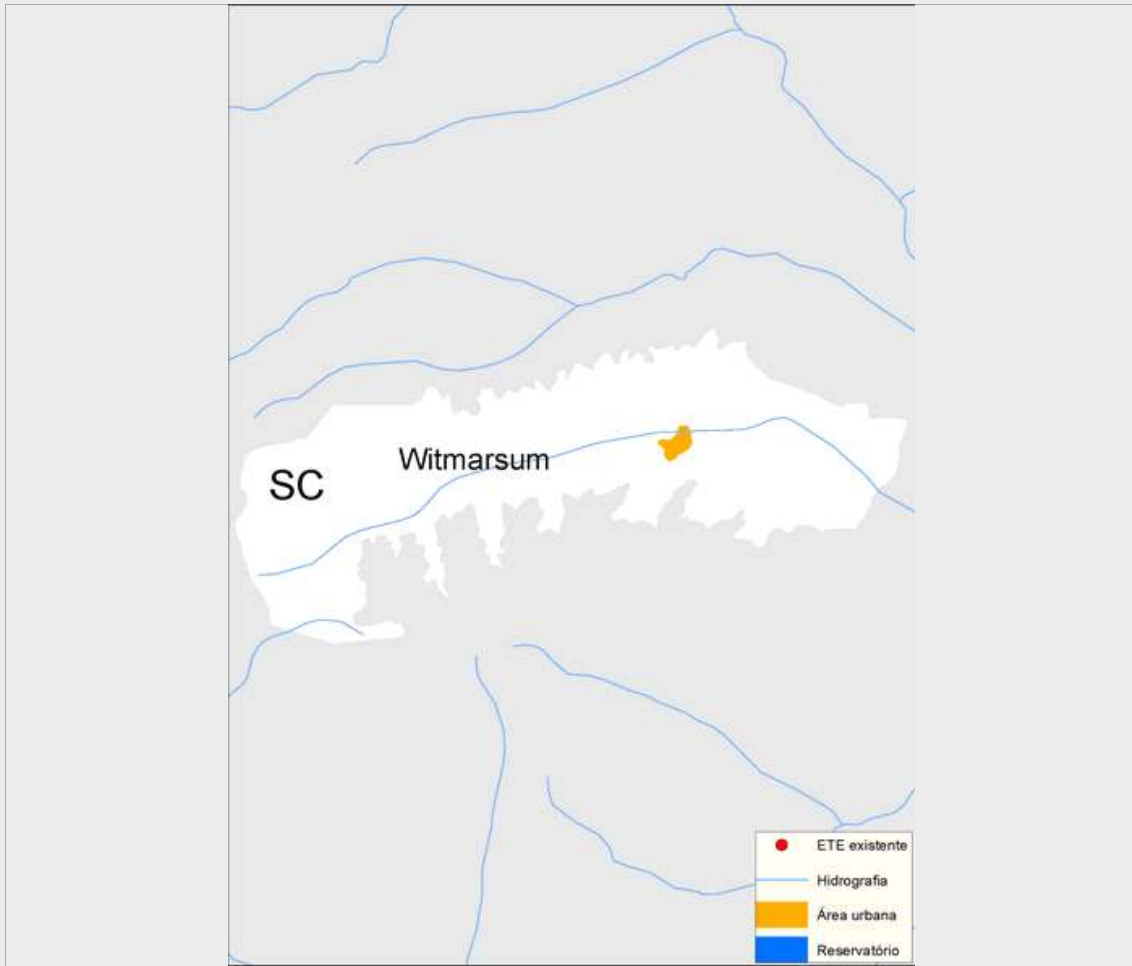 Witmarsum
SC
ETE existente
Hidrografia
Área urbana
Reservatório